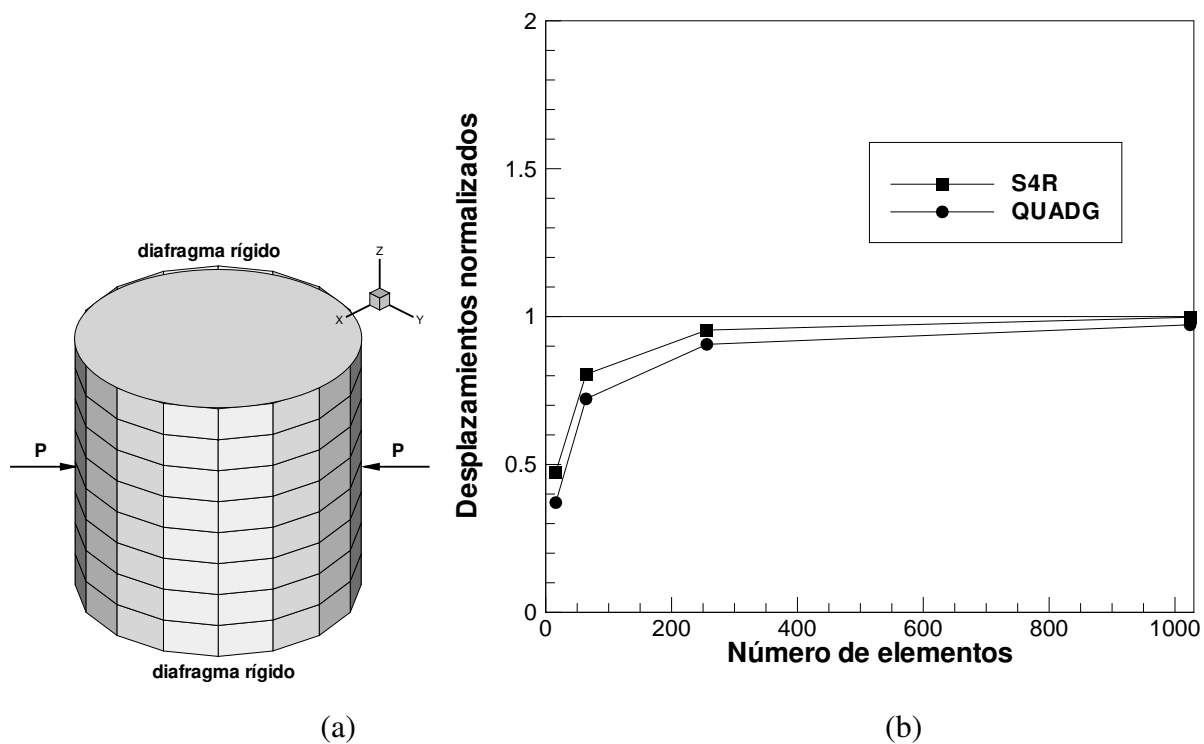 diafragma rígido
Z
X
Y
P
P
diafragma rígido
(a)
Desplazamientos normalizados
2
1.5
1
0.5
0
S4R
QUADG
0
200
400
600
800
1000
Número de elementos
(b)